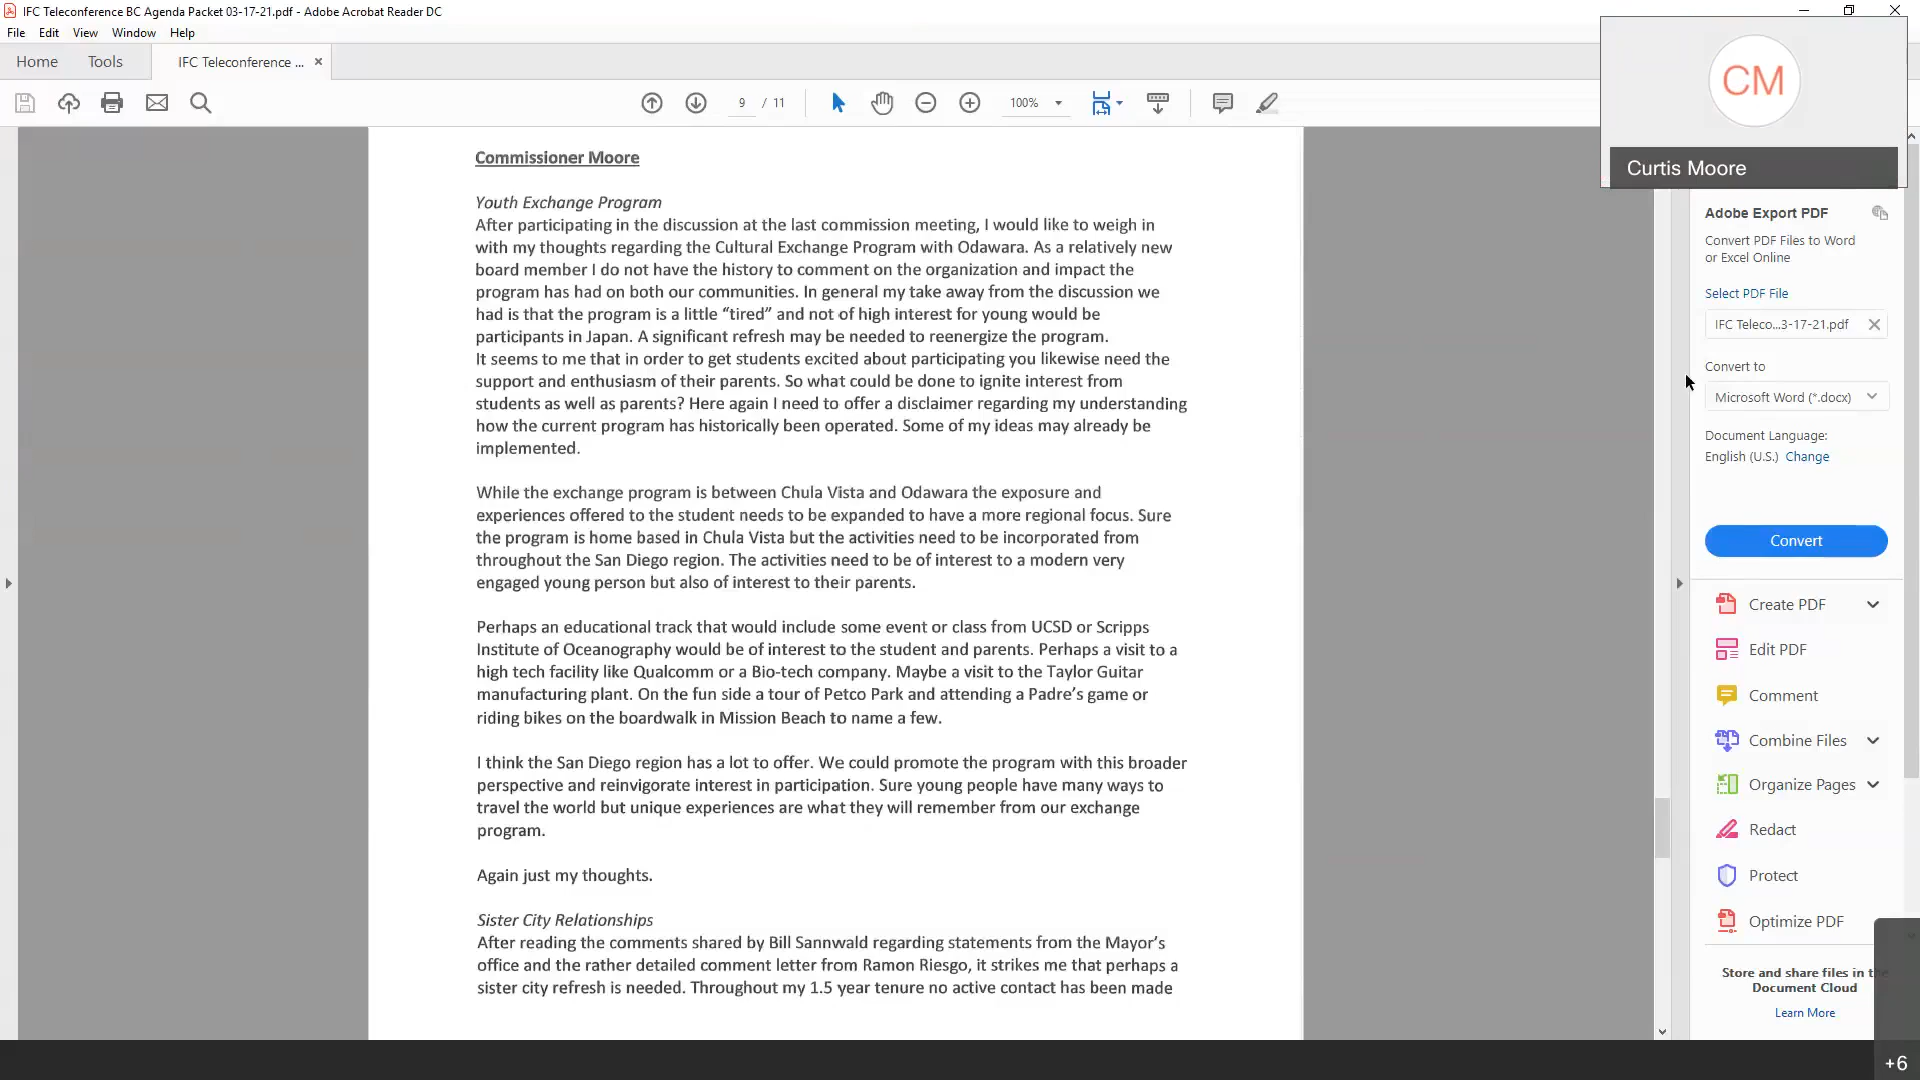 IFC Teleconference BC Agenda Packet 03-17-21.pdf - Adobe Acrobat Reader DC
File Edit View Window Help
Home Tools IFC Teleconference ... ×
9 / 11 100%
CM
Curtis Moore
Commissioner Moore
Youth Exchange Program
After participating in the discussion at the last commission meeting, I would like to weigh in
with my thoughts regarding the Cultural Exchange Program with Odawara. As a relatively new
board member I do not have the history to comment on the organization and impact the
program has had on both our communities. In general my take away from the discussion we
had is that the program is a little “tired” and not of high interest for young would be
participants in Japan. A significant refresh may be needed to reenergize the program.
It seems to me that in order to get students excited about participating you likewise need the
support and enthusiasm of their parents. So what could be done to ignite interest from
students as well as parents? Here again I need to offer a disclaimer regarding my understanding
how the current program has historically been operated. Some of my ideas may already be
implemented.
While the exchange program is between Chula Vista and Odawara the exposure and
experiences offered to the student needs to be expanded to have a more regional focus. Sure
the program is home based in Chula Vista but the activities need to be incorporated from
throughout the San Diego region. The activities need to be of interest to a modern very
engaged young person but also of interest to their parents.
Perhaps an educational track that would include some event or class from UCSD or Scripps
Institute of Oceanography would be of interest to the student and parents. Perhaps a visit to a
high tech facility like Qualcomm or a Bio-tech company. Maybe a visit to the Taylor Guitar
manufacturing plant. On the fun side a tour of Petco Park and attending a Padre’s game or
riding bikes on the boardwalk in Mission Beach to name a few.
I think the San Diego region has a lot to offer. We could promote the program with this broader
perspective and reinvigorate interest in participation. Sure young people have many ways to
travel the world but unique experiences are what they will remember from our exchange
program.
Again just my thoughts.
Sister City Relationships
After reading the comments shared by Bill Sannwald regarding statements from the Mayor’s
office and the rather detailed comment letter from Ramon Riesgo, it strikes me that perhaps a
sister city refresh is needed. Throughout my 1.5 year tenure no active contact has been made
Adobe Export PDF
Convert PDF Files to Word
or Excel Online
Select PDF File
IFC Teleco...3-17-21.pdf
Convert to
Microsoft Word (*.docx)
Document Language:
English (U.S.) Change
Convert
Create PDF
Edit PDF
Comment
Combine Files
Organize Pages
Redact
Protect
Optimize PDF
Store and share files in the
Document Cloud
Learn More
+6